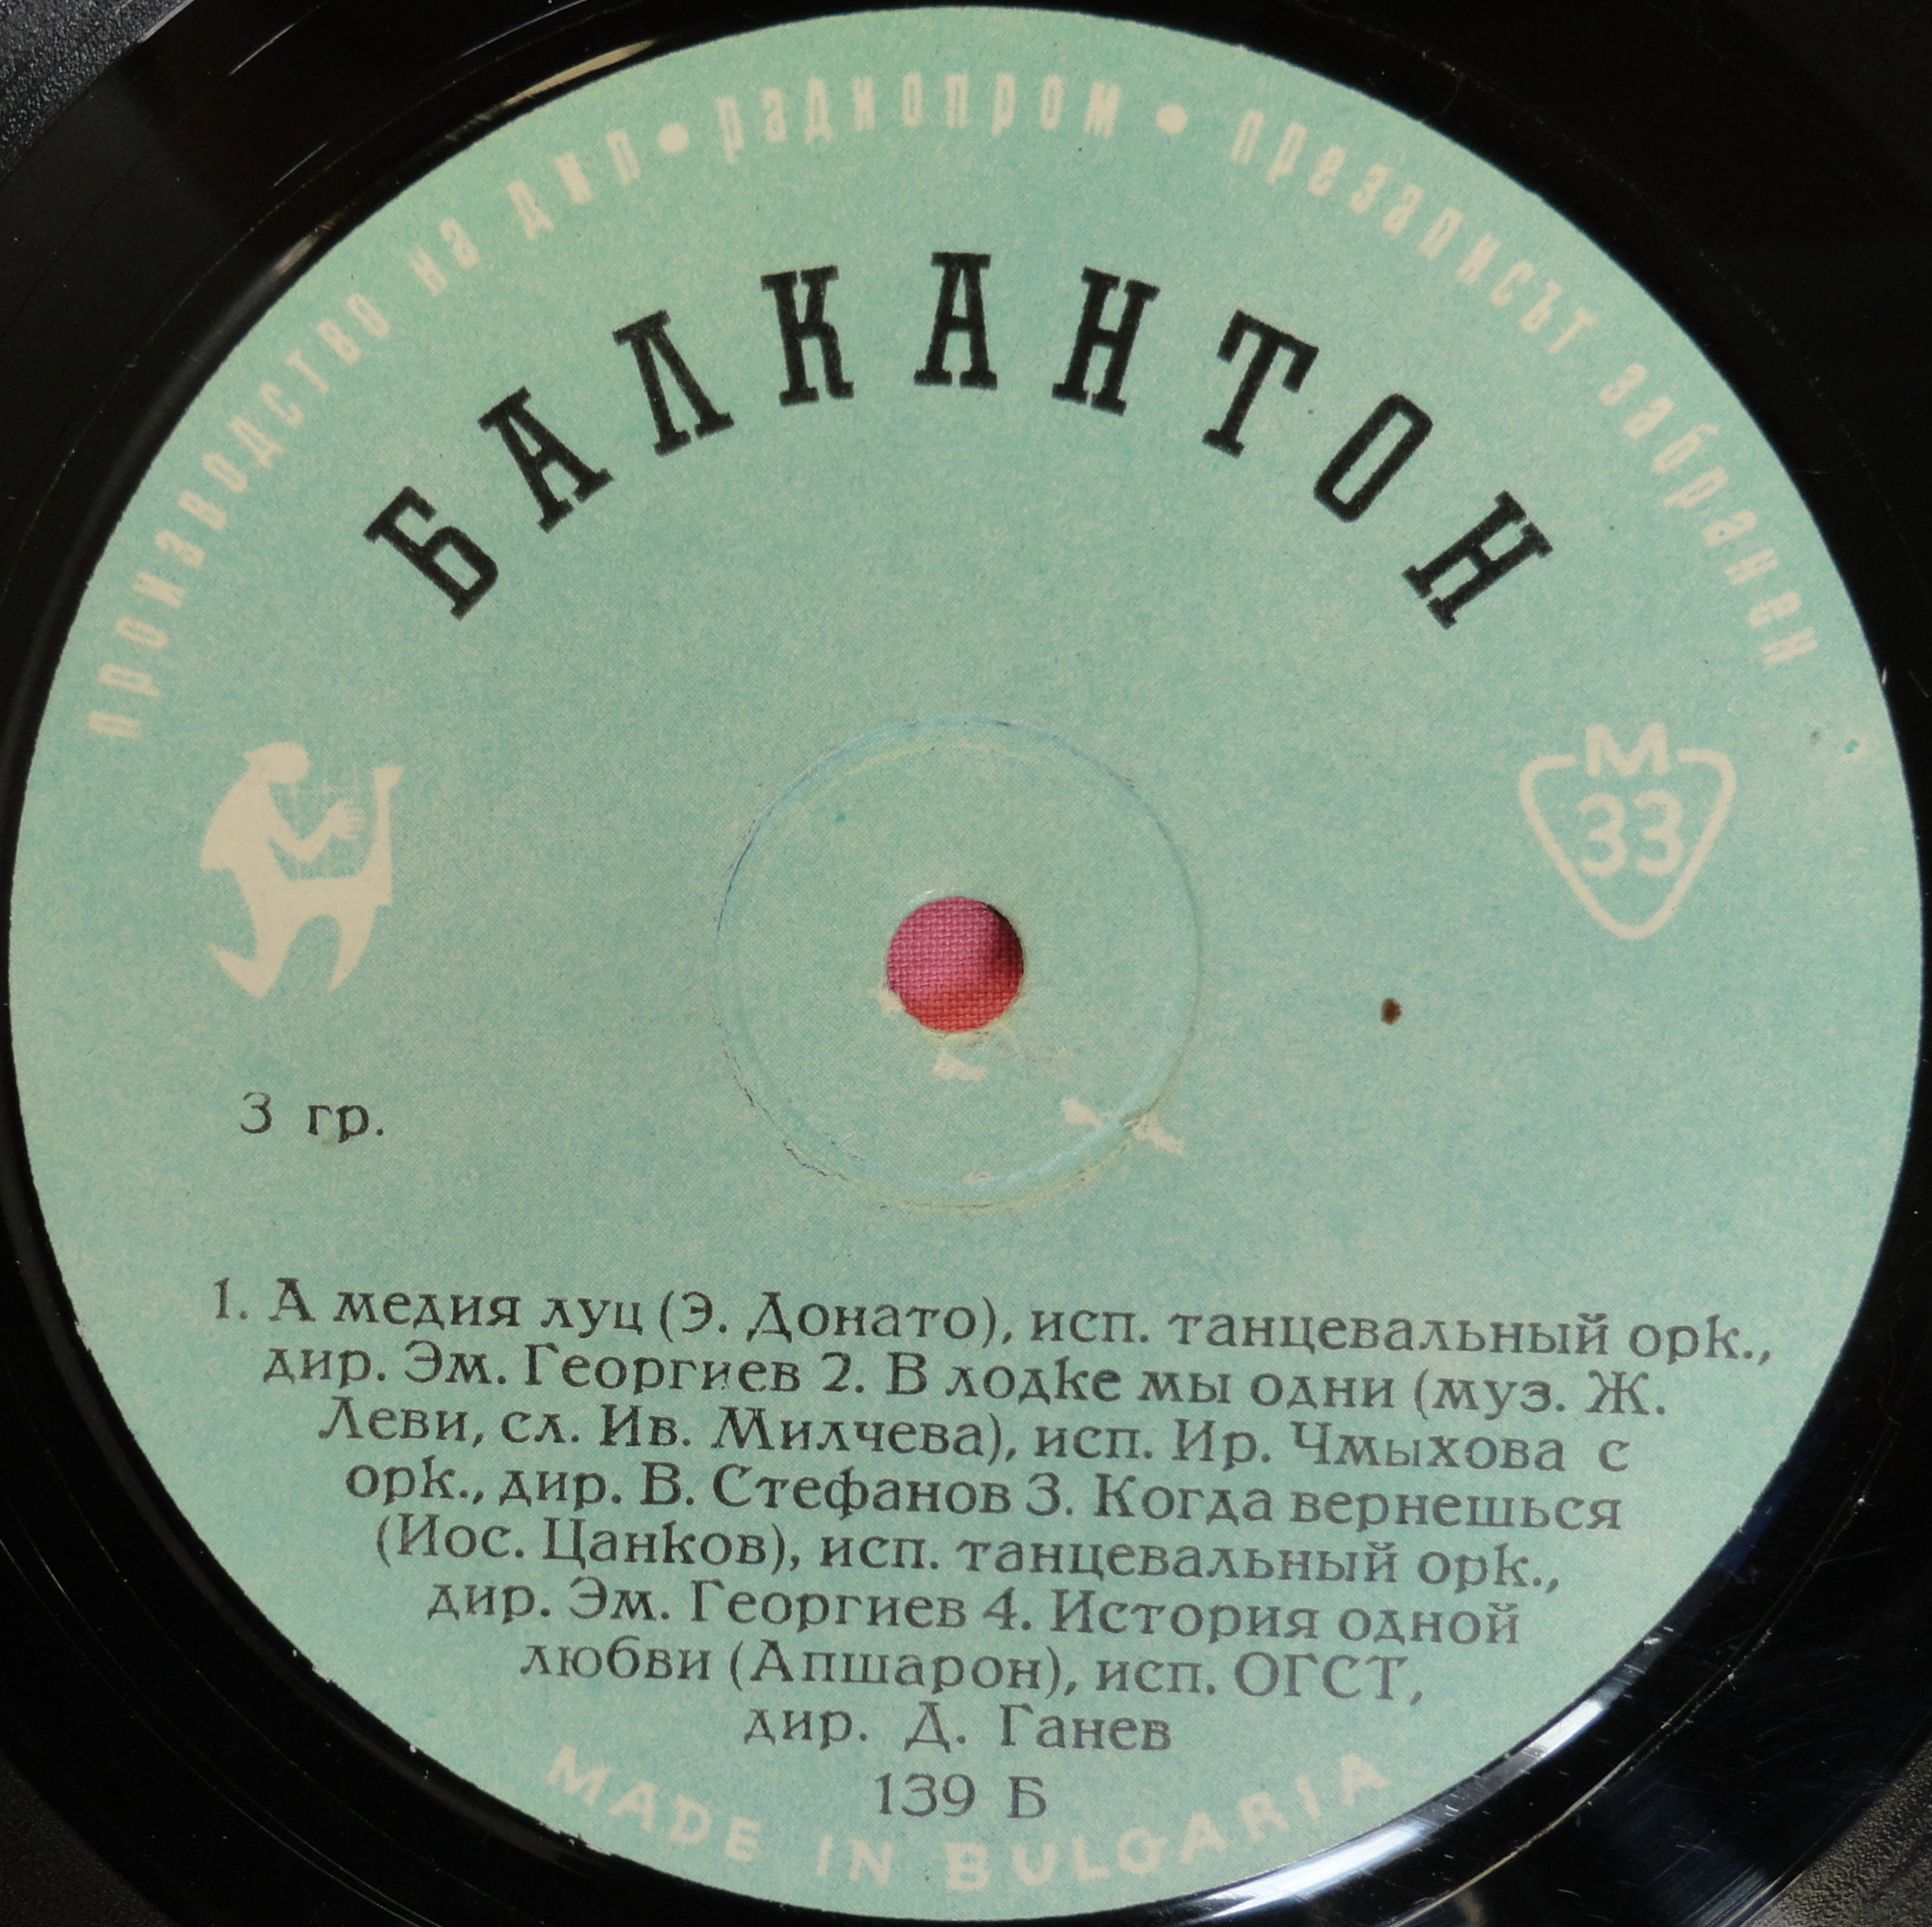 производство на дип • радиопром • презаписът забранен
БАЛКАНТОН
М
33
3 гр.
1. А медия луц (Э. Донато), исп. танцевальный орк.,
дир. Эм. Георгиев 2. В лодке мы одни (муз. Ж.
Леви, сл. Ив. Милчева), исп. Ир. Чмыхова с
орк., дир. В. Стефанов 3. Когда вернешься
(Иос. Цанков), исп. танцевальный орк.,
дир. Эм. Георгиев 4. История одной
любви (Апшарон), исп. ОГСТ,
дир. Д. Ганев
139 Б
MADE IN BULGARIA